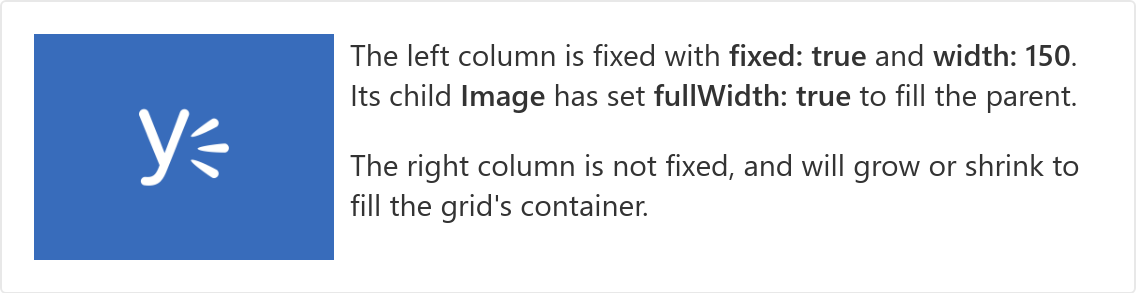 y
The left column is fixed with fixed: true and width: 150.
Its child Image has set fullWidth: true to fill the parent.
The right column is not fixed, and will grow or shrink to
fill the grid's container.